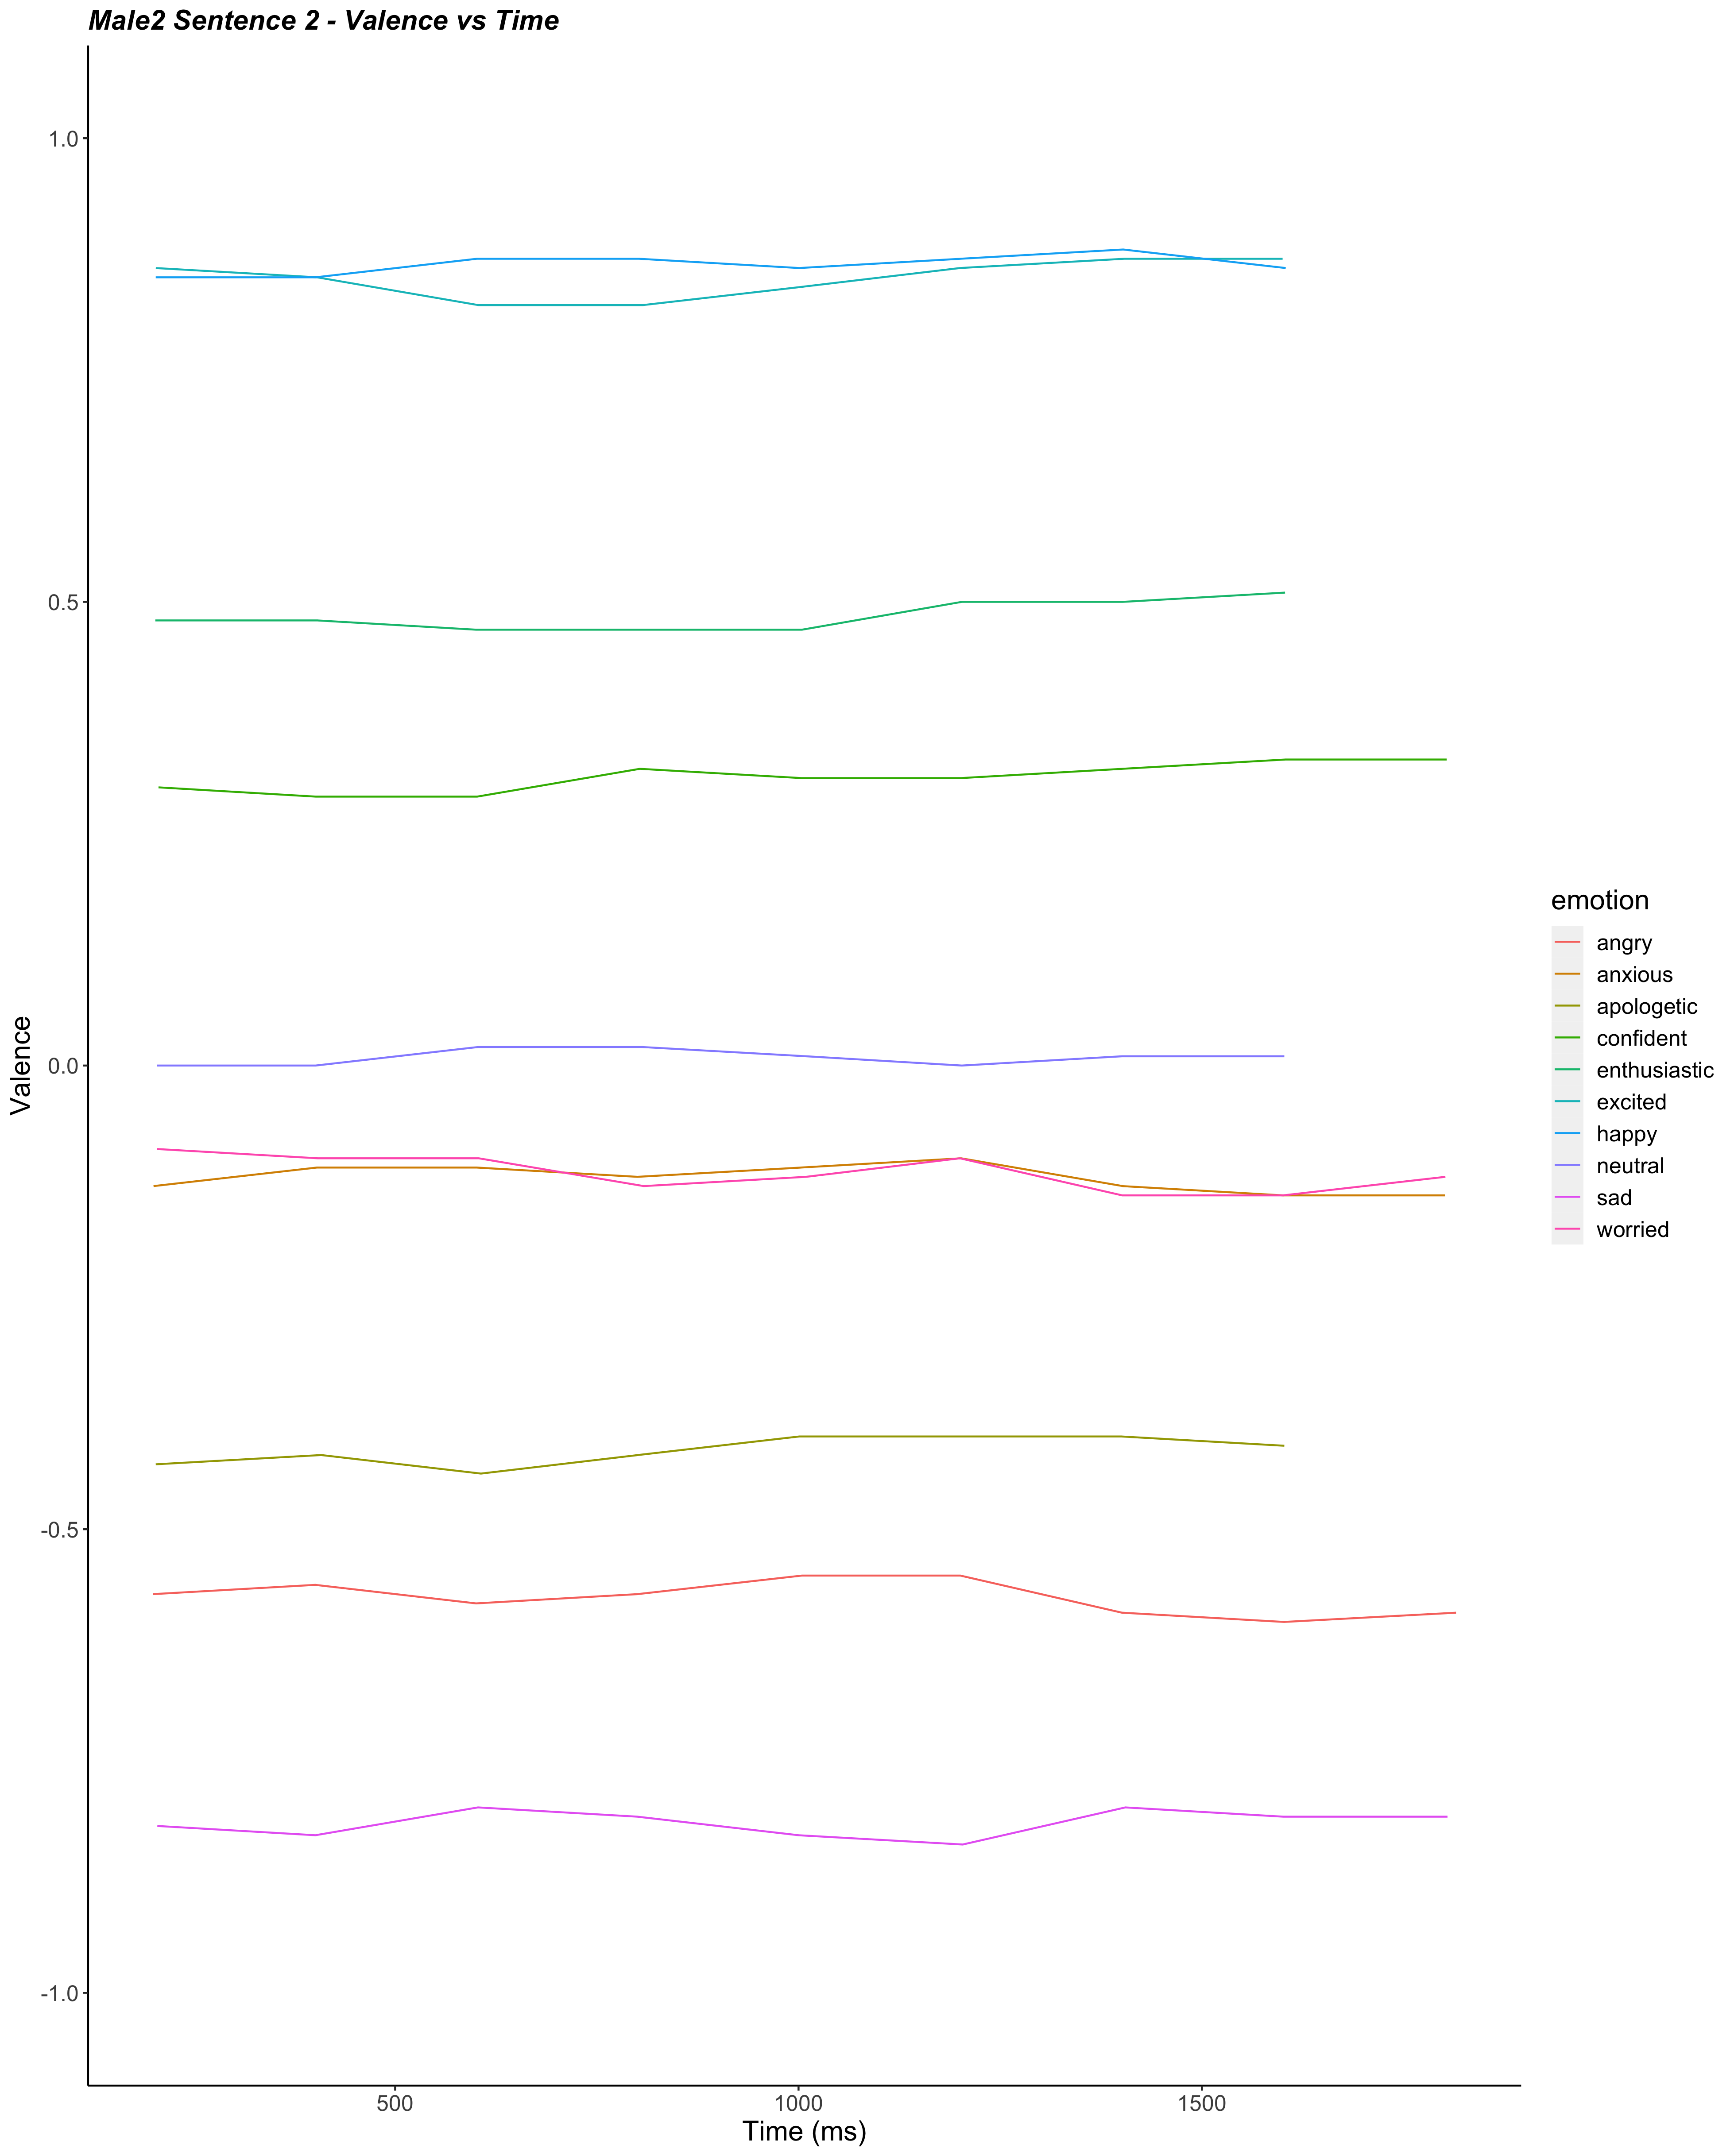 Male2 Sentence 2 - Valence vs Time
1.0
0.5
0.0
-0.5
-1.0
Valence
500
1000
1500
Time (ms)
emotion
angry
anxious
apologetic
confident
enthusiastic
excited
happy
neutral
sad
worried